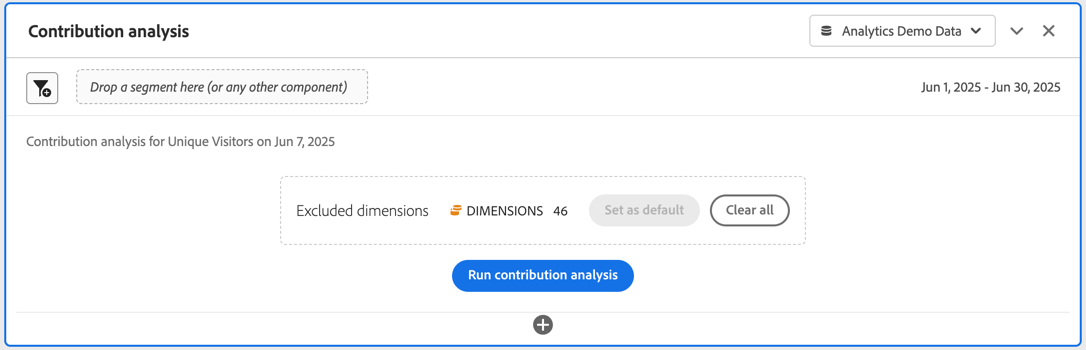 Contribution analysis
Analytics Demo Data
Drop a segment here (or any other component)
Jun 1, 2025 - Jun 30, 2025
Contribution analysis for Unique Visitors on Jun 7, 2025
Excluded dimensions DIMENSIONS 46 Set as default Clear all
Run contribution analysis